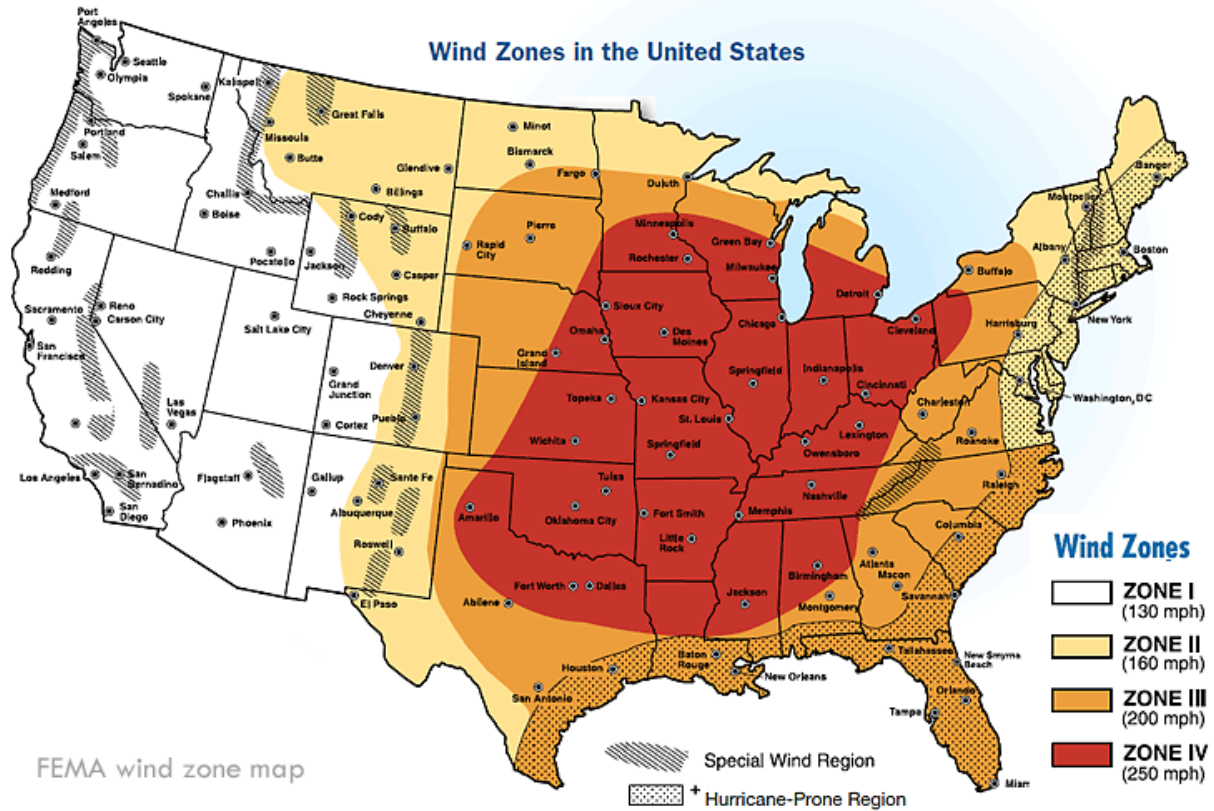 Wind Zones in the United States
Port
Angeles
Seattle
Olympia
Spokane
Kalispell
Portland
Salem
Missoula
Great Falls
Butte
Glendive
Billings
Minot
Bismarck
Fargo
Duluth
Bangor
Montpelier
Medford
Challis
Boise
Cody
Buffalo
Pierre
Rapid
City
Minneapolis
Green Bay
Rochester
Milwaukee
Albany
Boston
Buffalo
Redding
Pocatello
Jackson
Casper
Rock Springs
Cheyenne
Sioux City
Detroit
Chicago
Cleveland
Harrisburg
New York
Sacramento
Reno
Carson City
San
Francisco
Salt Lake City
Omaha
Des
Moines
Grand
Island
Denver
Grand
Junction
Pueblo
Cortez
Springfield
Indianapolis
Cincinnati
Charleston
Washington, DC
Las
Vegas
Topeka
Kansas City
St. Louis
Lexington
Roanoke
Wichita
Springfield
Owensboro
Los Angeles
San
Bernadino
San
Diego
Flagstaff
Gallup
Sante Fe
Albuquerque
Phoenix
Roswell
El Paso
Tulsa
Amarillo
Oklahoma City
Fort Smith
Memphis
Nashville
Raleigh
Little
Rock
Columbia
Atlanta
Macon
Birmingham
Fort Worth
Dallas
Abilene
Jackson
Montgomery
Savannah
Houston
Baton
Rouge
Tallahassee
New Smyrna
Beach
New Orleans
San Antonio
Orlando
Tampa
Miam
Wind Zones
ZONE I
(130 mph)
ZONE II
(160 mph)
ZONE III
(200 mph)
ZONE IV
(250 mph)
Special Wind Region
+ Hurricane-Prone Region
FEMA wind zone map